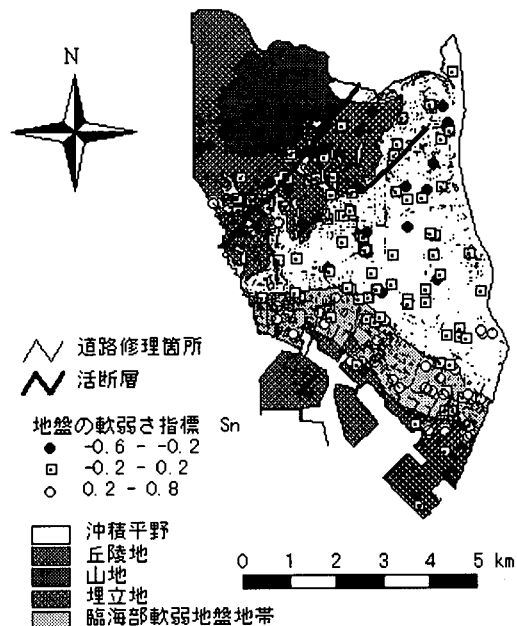 N
道路修理箇所
活断層
地盤の軟弱さ指標 Sn
-0.6 - -0.2
-0.2 - 0.2
0.2 - 0.8
沖積平野
丘陵地
山地
埋立地
臨海部軟弱地盤地帯
0 1 2 3 4 5 km